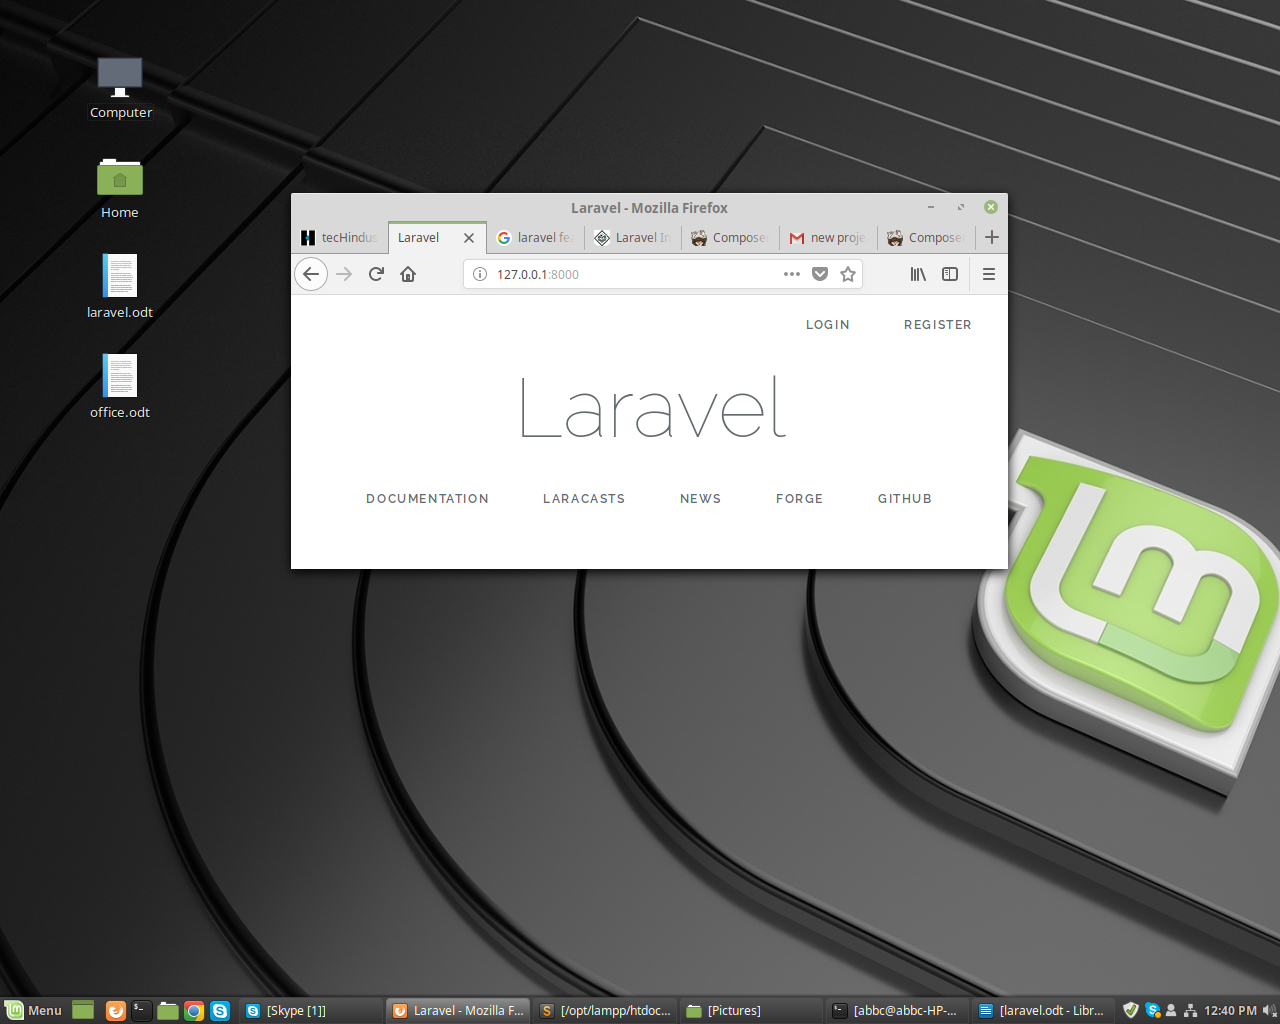 Computer
Home
laravel.odt
office.odt
Laravel - Mozilla Firefox
tecHindus
Laravel
laravel fea
Laravel In
Compose
new proje
Compose
127.0.0.1:8000
LOGIN
REGISTER
Laravel
DOCUMENTATION
LARACASTS
NEWS
FORGE
GITHUB
Menu
[Skype [1]]
Laravel - Mozilla F...
[/opt/lampp/htdoc...
[Pictures]
[abbc@abbc-HP-...
[laravel.odt - Libr...
12:40 PM